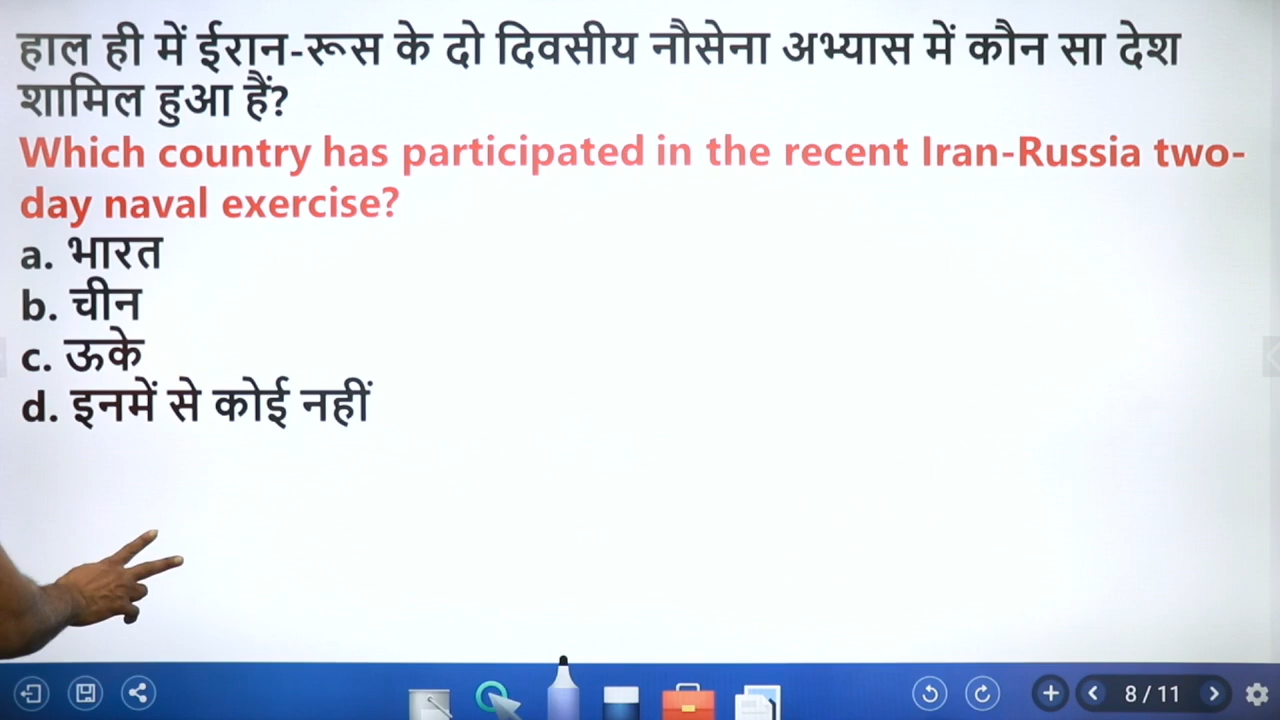 हाल ही में ईरान-रूस के दो दिवसीय नौसेना अभ्यास में कौन सा देश
शामिल हुआ हैं?
Which country has participated in the recent Iran-Russia two-
day naval exercise?
a. भारत
b. चीन
c. ऊके
d. इनमें से कोई नहीं
8 / 11